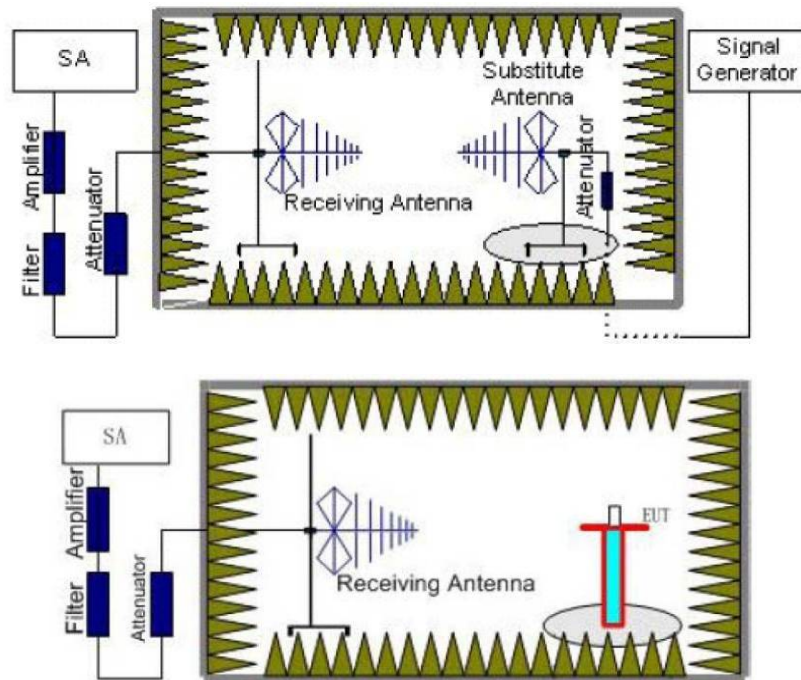 SA
Signal
Generator
Substitute
Antenna
Amplifier
Attenuator
Receiving Antenna
Attenuator
Filter
SA
Amplifier
EUT
Receiving Antenna
Filter
Attenuator